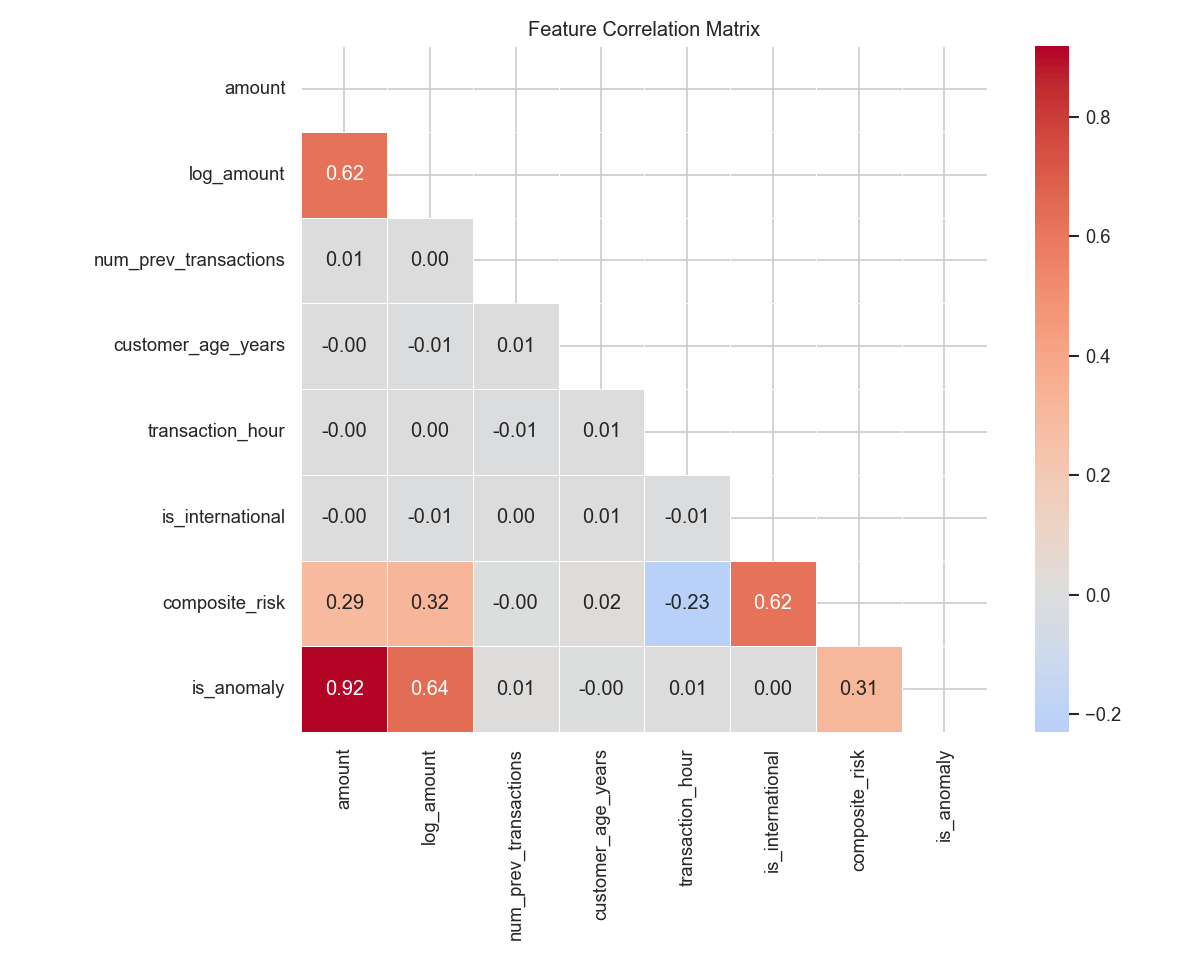 Feature Correlation Matrix
amount
log_amount 0.62
num_prev_transactions 0.01 0.00
customer_age_years -0.00 -0.01 0.01
transaction_hour -0.00 0.00 -0.01 0.01
is_international -0.00 -0.01 0.00 0.01 -0.01
composite_risk 0.29 0.32 -0.00 0.02 -0.23 0.62
is_anomaly 0.92 0.64 0.01 -0.00 0.01 0.00 0.31
amount
log_amount
num_prev_transactions
customer_age_years
transaction_hour
is_international
composite_risk
is_anomaly
0.8
0.6
0.4
0.2
0.0
−0.2